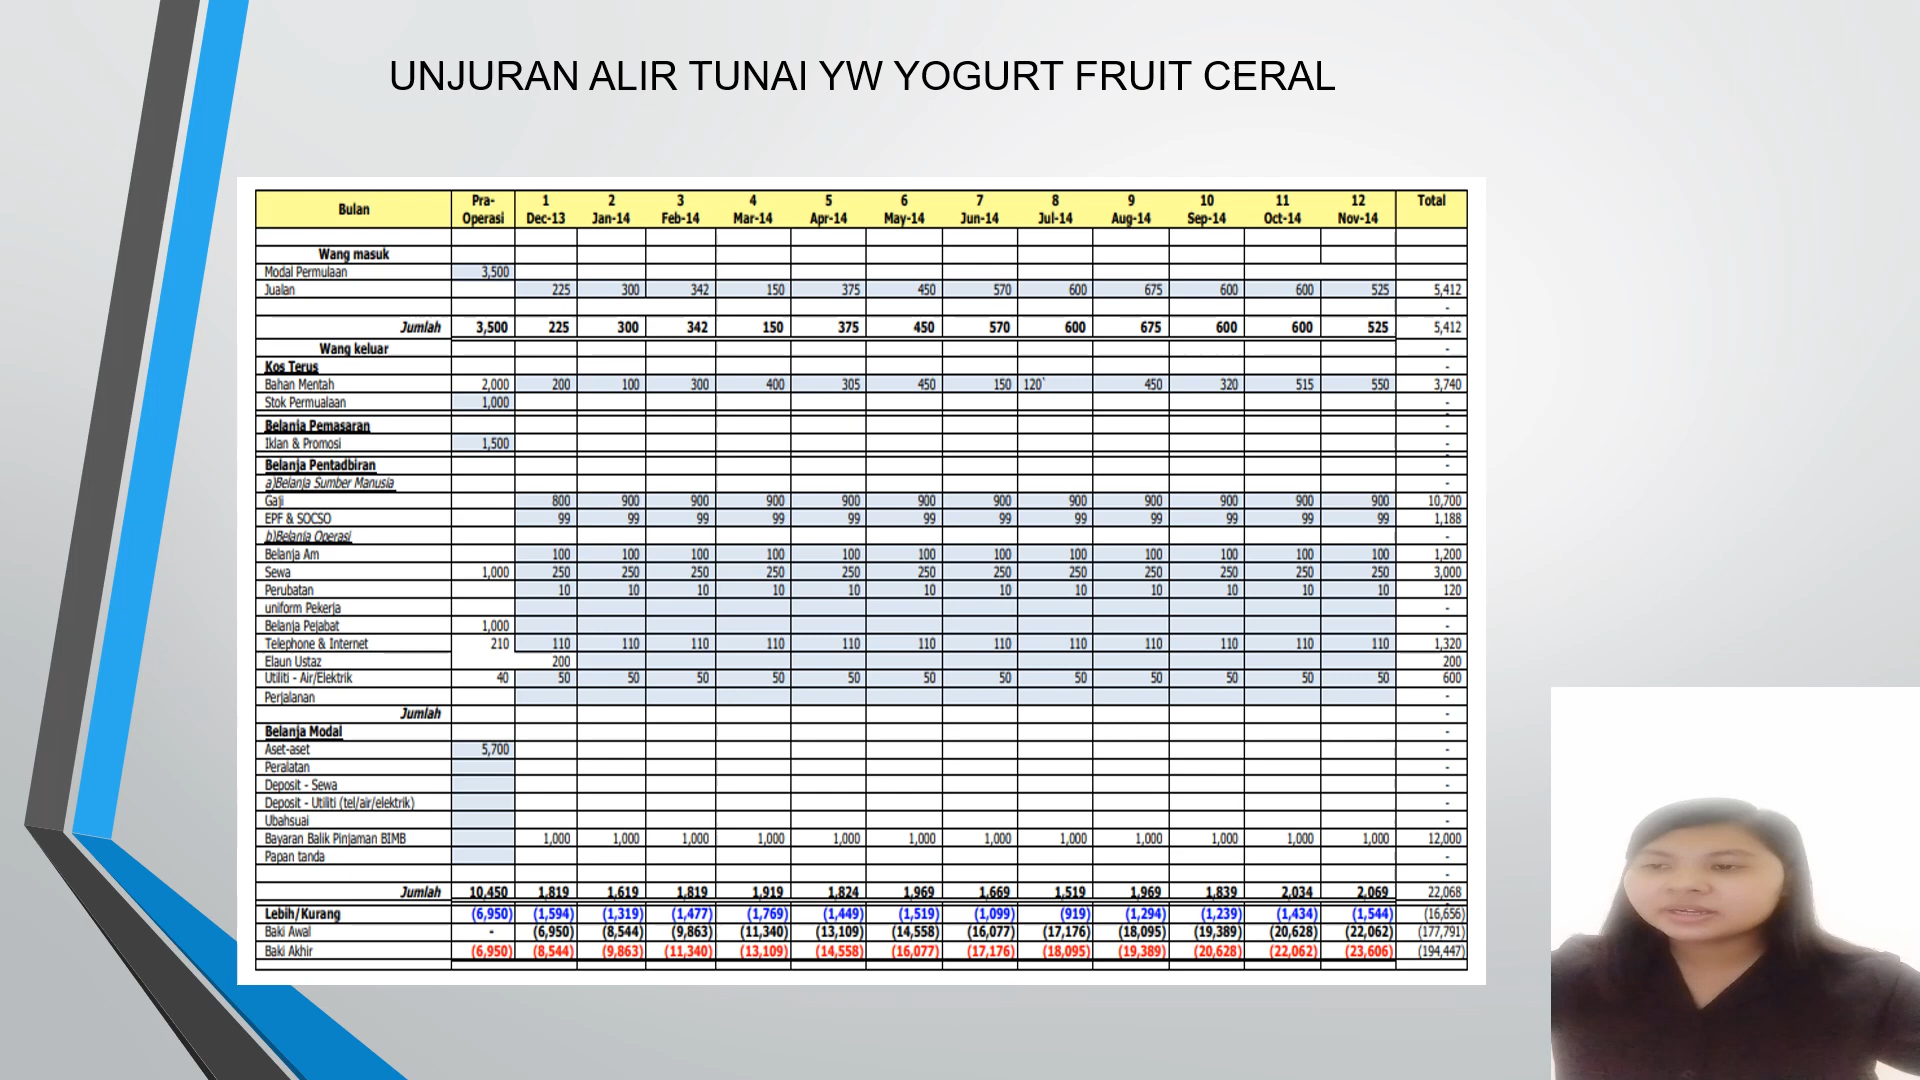 UNJURAN ALIR TUNAI YW YOGURT FRUIT CERAL
Bulan Pra-Operasi 1 Dec-13 2 Jan-14 3 Feb-14 4 Mar-14 5 Apr-14 6 May-14 7 Jun-14 8 Jul-14 9 Aug-14 10 Sep-14 11 Oct-14 12 Nov-14 Total
Wang masuk
Modal Permulaan 3,500
Jualan 225 300 342 150 375 450 570 600 675 600 600 525 5,412
-
Jumlah 3,500 225 300 342 150 375 450 570 600 675 600 600 525 5,412
Wang keluar -
Kos Terus -
Bahan Mentah 2,000 200 100 300 400 305 450 150 120` 450 320 515 550 3,740
Stok Permualaan 1,000 -
-
Belanja Pemasaran -
Iklan & Promosi 1,500 -
-
Belanja Pentadbiran -
a)Belanja Sumber Manusia -
Gaji 800 900 900 900 900 900 900 900 900 900 900 900 10,700
EPF & SOCSO 99 99 99 99 99 99 99 99 99 99 99 99 1,188
b)Belanja Operasi -
Belanja Am 100 100 100 100 100 100 100 100 100 100 100 100 1,200
Sewa 1,000 250 250 250 250 250 250 250 250 250 250 250 250 3,000
Perubatan 10 10 10 10 10 10 10 10 10 10 10 10 120
uniform Pekerja -
Belanja Pejabat 1,000 -
Telephone & Internet 210 110 110 110 110 110 110 110 110 110 110 110 110 1,320
Elaun Ustaz 200 200
Utiliti - Air/Elektrik 40 50 50 50 50 50 50 50 50 50 50 50 50 600
Perjalanan -
Jumlah -
Belanja Modal -
Aset-aset 5,700 -
Peralatan -
Deposit - Sewa -
Deposit - Utiliti (tel/air/elektrik) -
Ubahsuai -
Bayaran Balik Pinjaman BIMB 1,000 1,000 1,000 1,000 1,000 1,000 1,000 1,000 1,000 1,000 1,000 1,000 12,000
Papan tanda -
-
Jumlah 10,450 1,819 1,619 1,819 1,919 1,824 1,969 1,669 1,519 1,969 1,839 2,034 2,069 22,068
-
Lebih/Kurang (6,950) (1,594) (1,319) (1,477) (1,769) (1,449) (1,519) (1,099) (919) (1,294) (1,239) (1,434) (1,544) (16,656)
Baki Awal - (6,950) (8,544) (9,863) (11,340) (13,109) (14,558) (16,077) (17,176) (18,095) (19,389) (20,628) (22,062) (177,791)
Baki Akhir (6,950) (8,544) (9,863) (11,340) (13,109) (14,558) (16,077) (17,176) (18,095) (19,389) (20,628) (22,062) (23,606) (194,447)